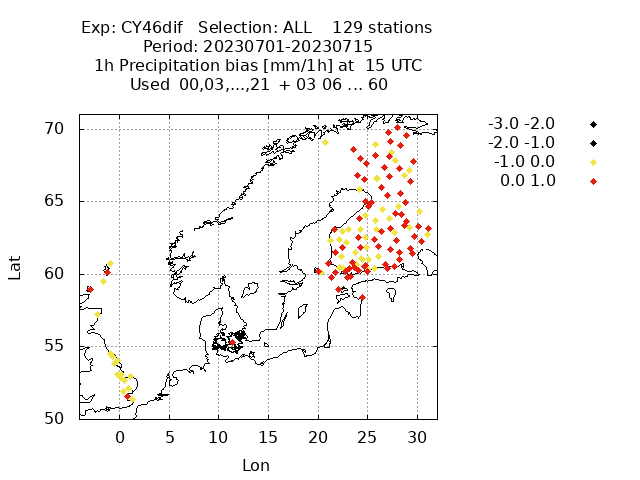 Exp: CY46dif Selection: ALL 129 stations
Period: 20230701-20230715
1h Precipitation bias [mm/1h] at 15 UTC
Used 00,03,...,21 + 03 06 ... 60
-3.0 -2.0
-2.0 -1.0
-1.0 0.0
0.0 1.0
70
65
60
55
50
Lat
0 5 10 15 20 25 30
Lon